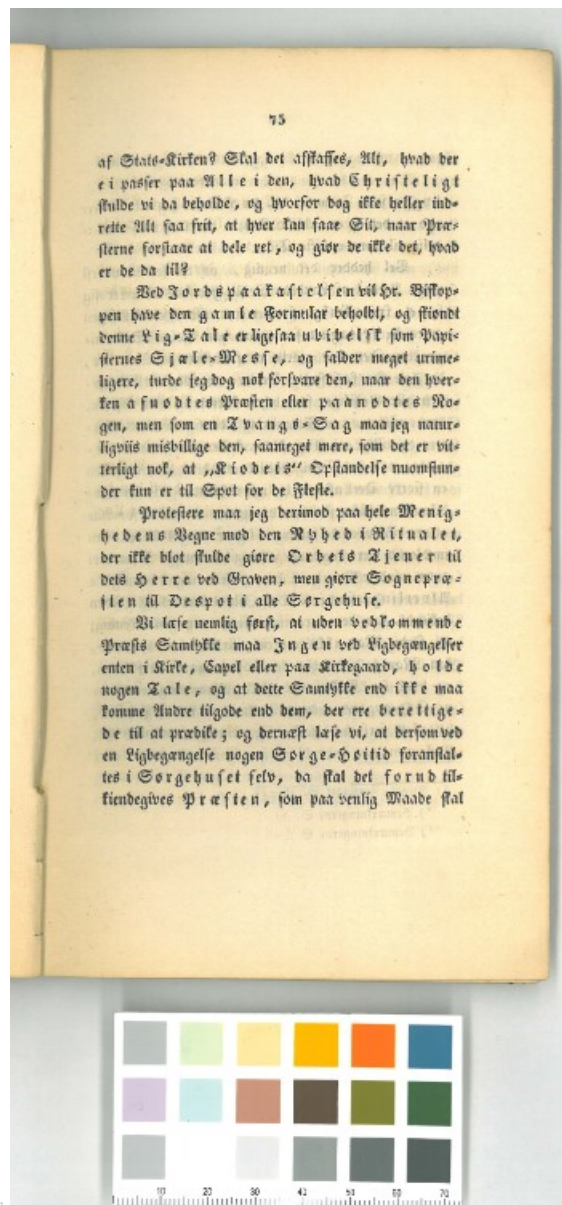 75
af Stats-Kirken? Skal det afskaffes, Alt, hvad der
ei passer paa Alle i den, hvad Christeligt
skulde vi da beholde, og hvorfor dog ikke heller ind-
rette Alt saa frit, at hver kan faae Sit, naar Præ-
sterne forstaae at dele ret, og giør de ikke det, hvad
er de da til?
Ved Jordspaakastelsen vil Hr. Biskop-
pen have den gamle Formular beholdt, og skiøndt
denne Lig-Tale er ligesaa ubibelsk som Papi-
sternes Sjæle-Messe, og falder meget urime-
ligere, turde jeg dog nok forsvare den, naar den hver-
ken afnødtes Præsten eller paanødtes No-
gen, men som en Tvangs-Sag maa jeg natur-
ligviis misbillige den, saameget mere, som det er vit-
terligt nok, at „Kiødets“ Opstandelse nuomstun-
der kun er til Spot for de Fleste.
Protestere maa jeg derimod paa hele Menig-
hedens Vegne mod den Nyhed i Ritualet,
der ikke blot skulde giøre Ordets Tjener til
dets Herre ved Graven, men giøre Sognepræ-
sten til Despot i alle Sørgehuse.
Vi læse nemlig først, at uden vedkommende
Præsts Samtykke maa Ingen ved Ligbegængelser
enten i Kirke, Capel eller paa Kirkegaard, holde
nogen Tale, og at dette Samtykke end ikke maa
komme Andre tilgode end dem, der ere berettige-
de til at prædike; og dernæst læse vi, at dersom ved
en Ligbegængelse nogen Sørge-Høitid foranstal-
tes i Sørgehuset selv, da skal det forud til-
kiendegives Præsten, som paa venlig Maade skal
10 20 30 40 50 60 70